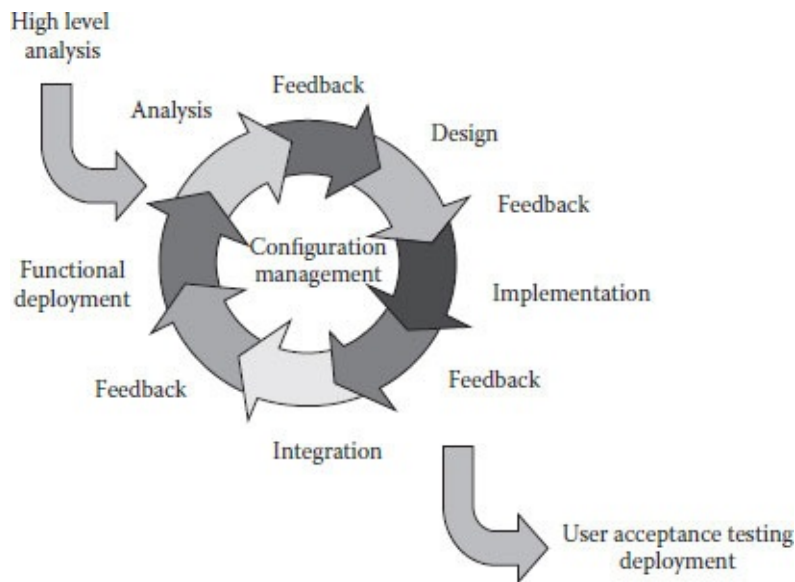 High level
analysis
Feedback
Analysis
Design
Feedback
Configuration
management
Functional
deployment
Implementation
Feedback
Feedback
Integration
User acceptance testing
deployment